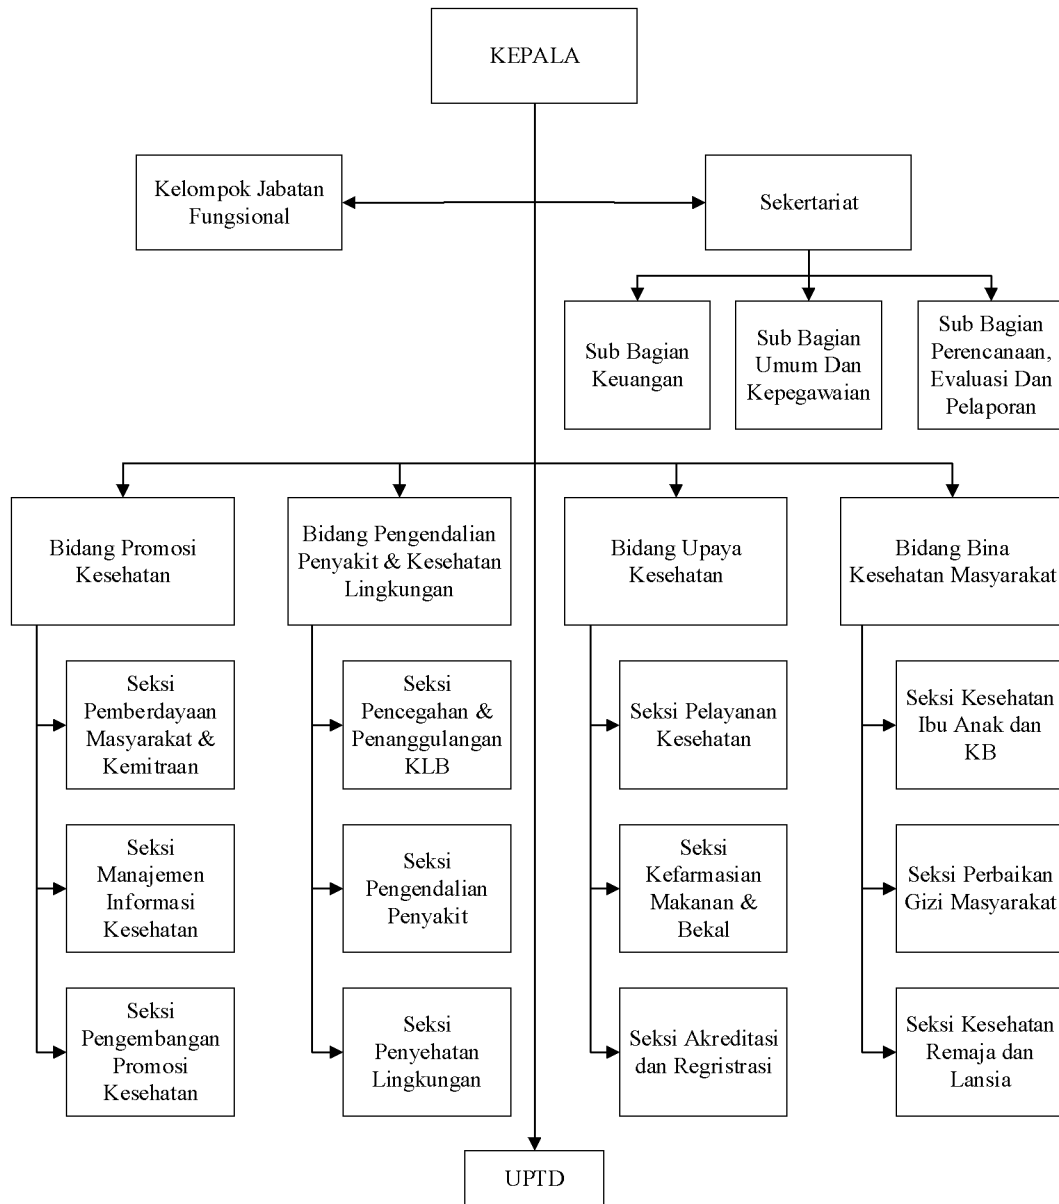 KEPALA
Kelompok Jabatan
Fungsional
Sekertariat
Sub Bagian
Keuangan
Sub Bagian
Umum Dan
Kepegawaian
Sub Bagian
Perencanaan,
Evaluasi Dan
Pelaporan
Bidang Promosi
Kesehatan
Bidang Pengendalian
Penyakit & Kesehatan
Lingkungan
Bidang Upaya
Kesehatan
Bidang Bina
Kesehatan Masyarakat
Seksi
Pemberdayaan
Masyarakat &
Kemitraan
Seksi
Pencegahan &
Penanggulangan
KLB
Seksi Pelayanan
Kesehatan
Seksi Kesehatan
Ibu Anak dan
KB
Seksi
Manajemen
Informasi
Kesehatan
Seksi
Pengendalian
Penyakit
Seksi
Kefarmasian
Makanan &
Bekal
Seksi Perbaikan
Gizi Masyarakat
Seksi
Pengembangan
Promosi
Kesehatan
Seksi
Penyehatan
Lingkungan
Seksi Akreditasi
dan Regristrasi
Seksi Kesehatan
Remaja dan
Lansia
UPTD